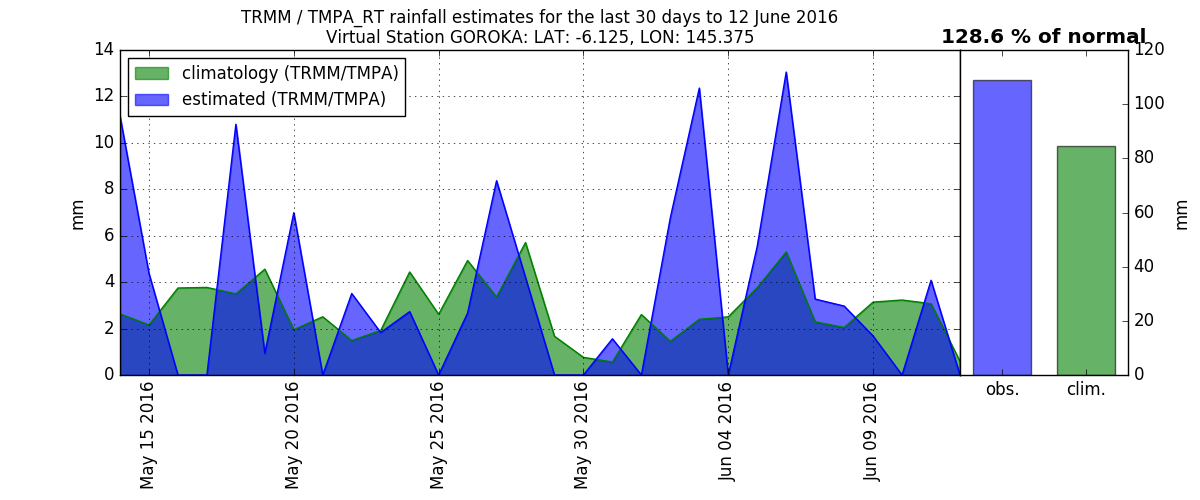 TRMM / TMPA_RT rainfall estimates for the last 30 days to 12 June 2016
Virtual Station GOROKA: LAT: -6.125, LON: 145.375
128.6 % of normal
climatology (TRMM/TMPA)
estimated (TRMM/TMPA)
14
12
10
8
6
4
2
0
mm
May 15 2016
May 20 2016
May 25 2016
May 30 2016
Jun 04 2016
Jun 09 2016
obs.
clim.
120
100
80
60
40
20
0
mm